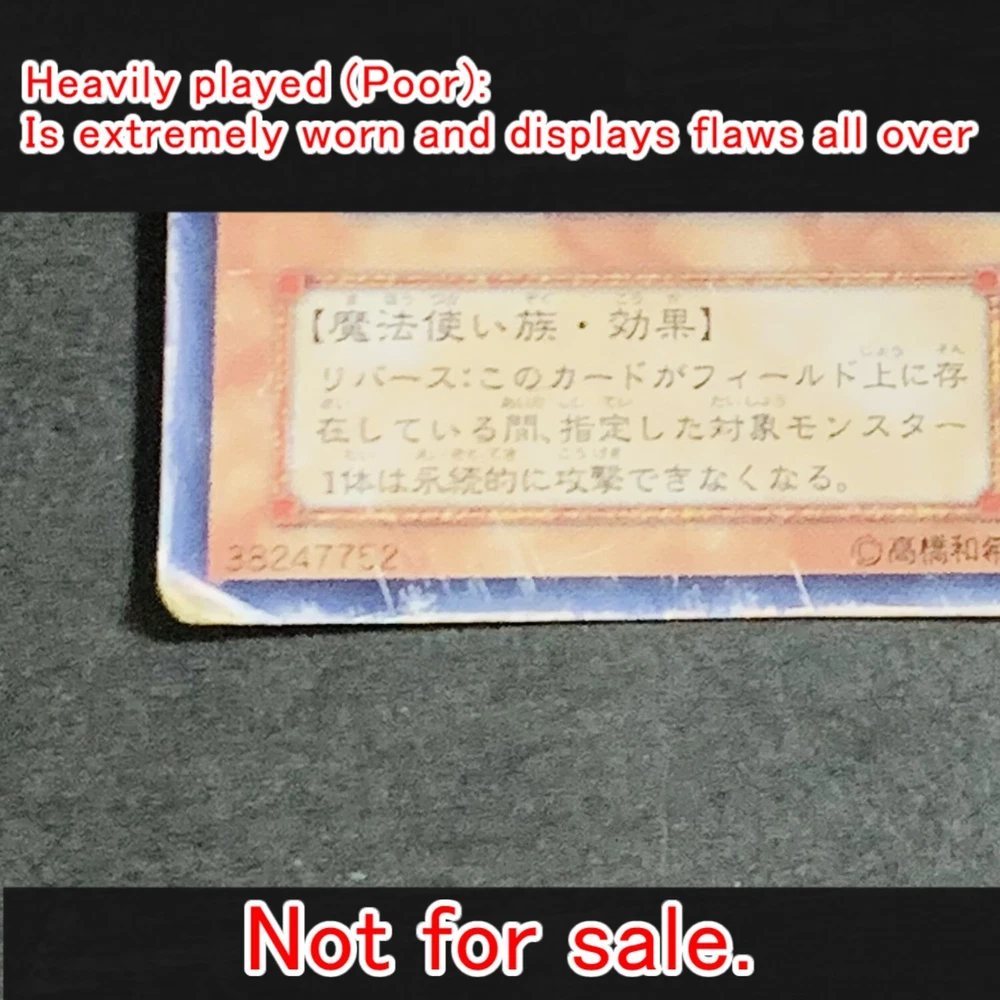 Heavily played (Poor):
Is extremely worn and displays flaws all over
【魔法使い族・効果】
リバース:このカードがフィールド上に存
在している間、指定した対象モンスター
1体は永続的に攻撃できなくなる。
38247752
©高橋和希
Not for sale.